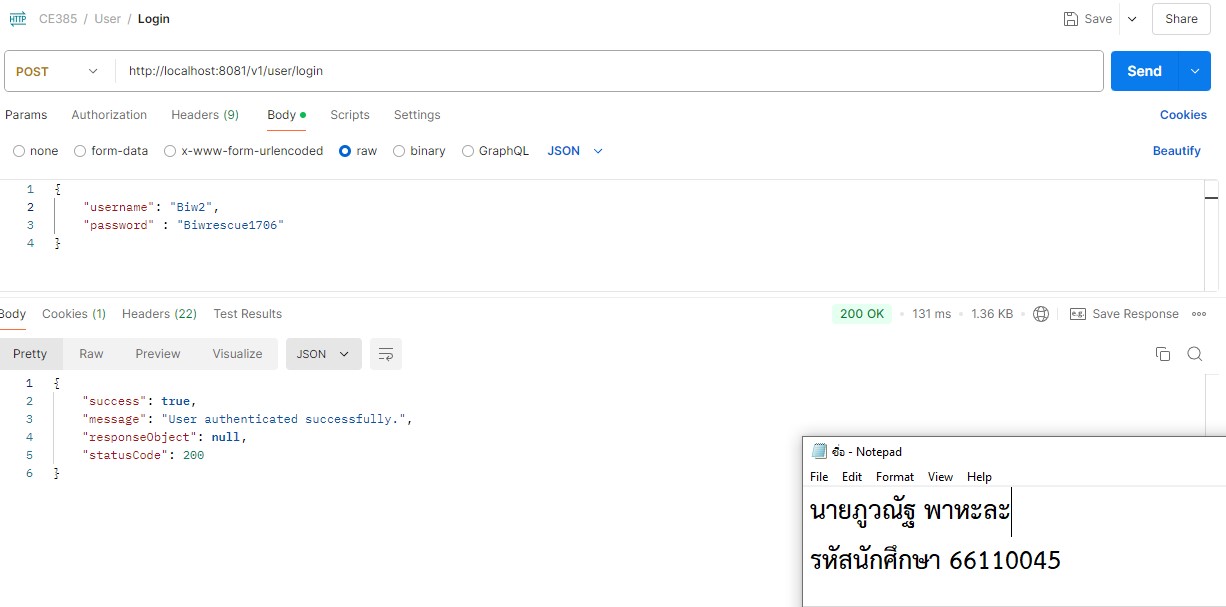 HTTP CE385 / User / Login Save Share
POST http://localhost:8081/v1/user/login Send
Params Authorization Headers (9) Body Scripts Settings Cookies
none form-data x-www-form-urlencoded raw binary GraphQL JSON Beautify
1 {
2 "username": "Biw2",
3 "password" : "Biwrescue1706"
4 }
Body Cookies (1) Headers (22) Test Results 200 OK 131 ms 1.36 KB e.g. Save Response
Pretty Raw Preview Visualize JSON
1 {
2 "success": true,
3 "message": "User authenticated successfully.",
4 "responseObject": null,
5 "statusCode": 200
6 }
ชื่อ - Notepad
File Edit Format View Help
นายภูวณัฐ พาหะละ
รหัสนักศึกษา 66110045